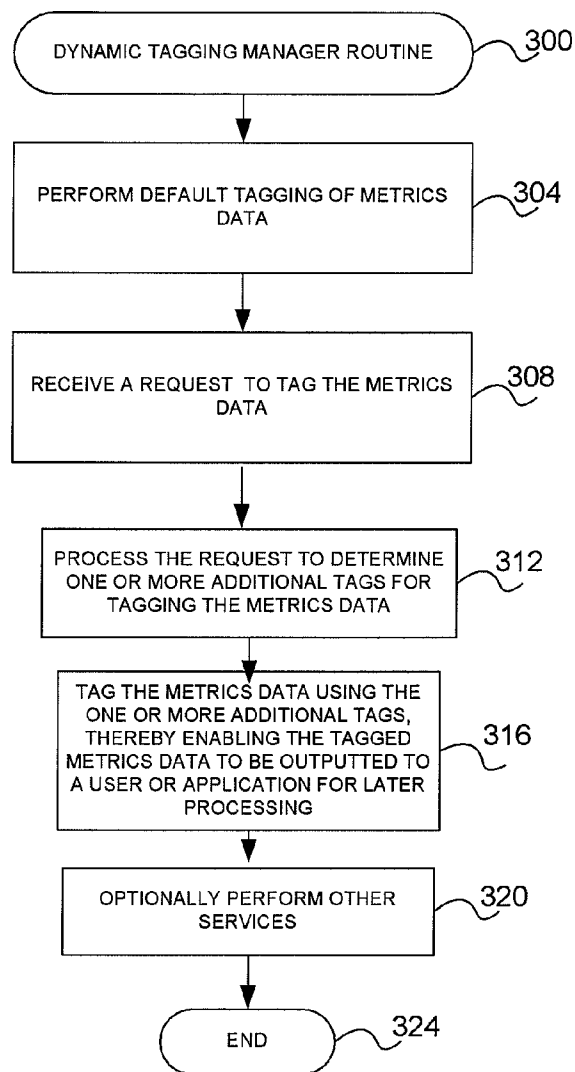 DYNAMIC TAGGING MANAGER ROUTINE
300
PERFORM DEFAULT TAGGING OF METRICS
DATA
304
RECEIVE A REQUEST TO TAG THE METRICS
DATA
308
PROCESS THE REQUEST TO DETERMINE
ONE OR MORE ADDITIONAL TAGS FOR
TAGGING THE METRICS DATA
312
TAG THE METRICS DATA USING THE
ONE OR MORE ADDITIONAL TAGS,
THEREBY ENABLING THE TAGGED
METRICS DATA TO BE OUTPUTTED TO
A USER OR APPLICATION FOR LATER
PROCESSING
316
OPTIONALLY PERFORM OTHER
SERVICES
320
END
324